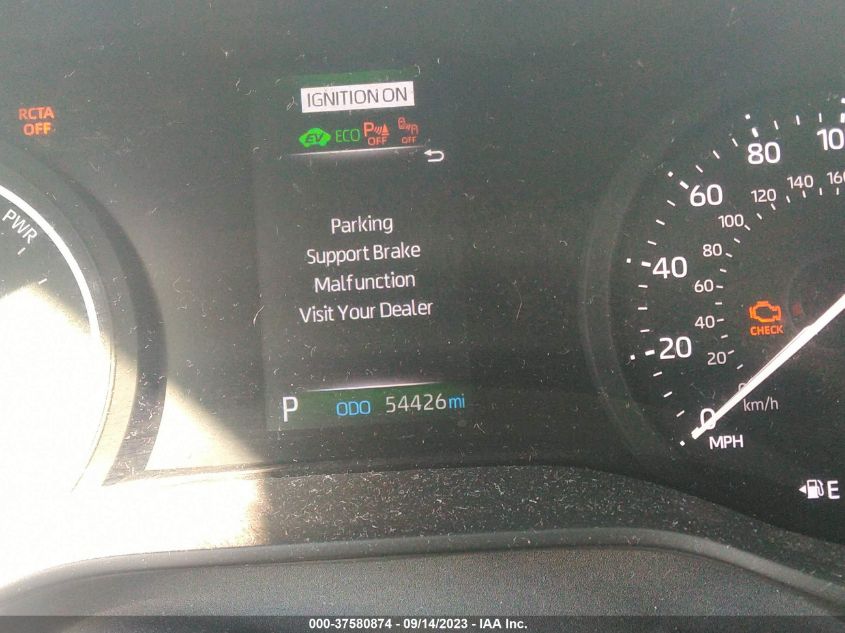 IGNITION ON
RCTA
OFF
EV ECO P OFF OFF
Parking
Support Brake
Malfunction
Visit Your Dealer
P ODO 54426 mi
PWR
0 20 40 60 80
20 40 60 80 100 120 140
km/h
MPH
CHECK
E
000-37580874 - 09/14/2023 - IAA Inc.